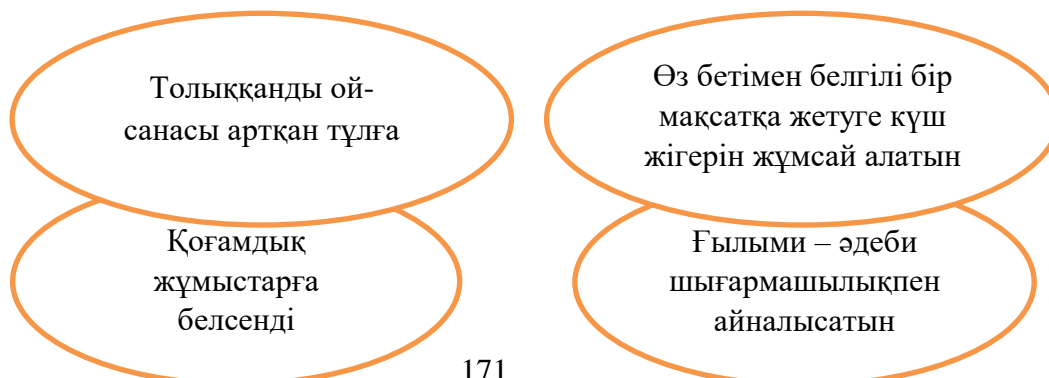 Толыққанды ой-
санасы артқан тұлға
Өз бетімен белгілі бір
мақсатқа жетуге күш
жігерін жұмсай алатын
Қоғамдық
жұмыстарға
белсенді
Ғылыми – әдеби
шығармашылықпен
айналысатын
171